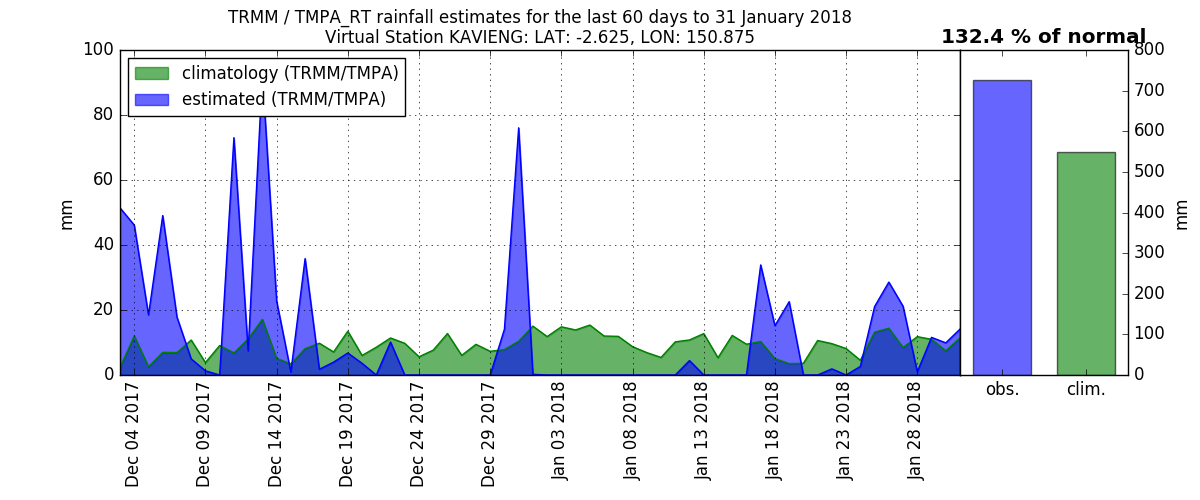 TRMM / TMPA_RT rainfall estimates for the last 60 days to 31 January 2018
Virtual Station KAVIENG: LAT: -2.625, LON: 150.875
132.4 % of normal
climatology (TRMM/TMPA)
estimated (TRMM/TMPA)
100
80
60
40
20
0
mm
Dec 04 2017
Dec 09 2017
Dec 14 2017
Dec 19 2017
Dec 24 2017
Dec 29 2017
Jan 03 2018
Jan 08 2018
Jan 13 2018
Jan 18 2018
Jan 23 2018
Jan 28 2018
obs.
clim.
800
700
600
500
400
300
200
100
0
mm